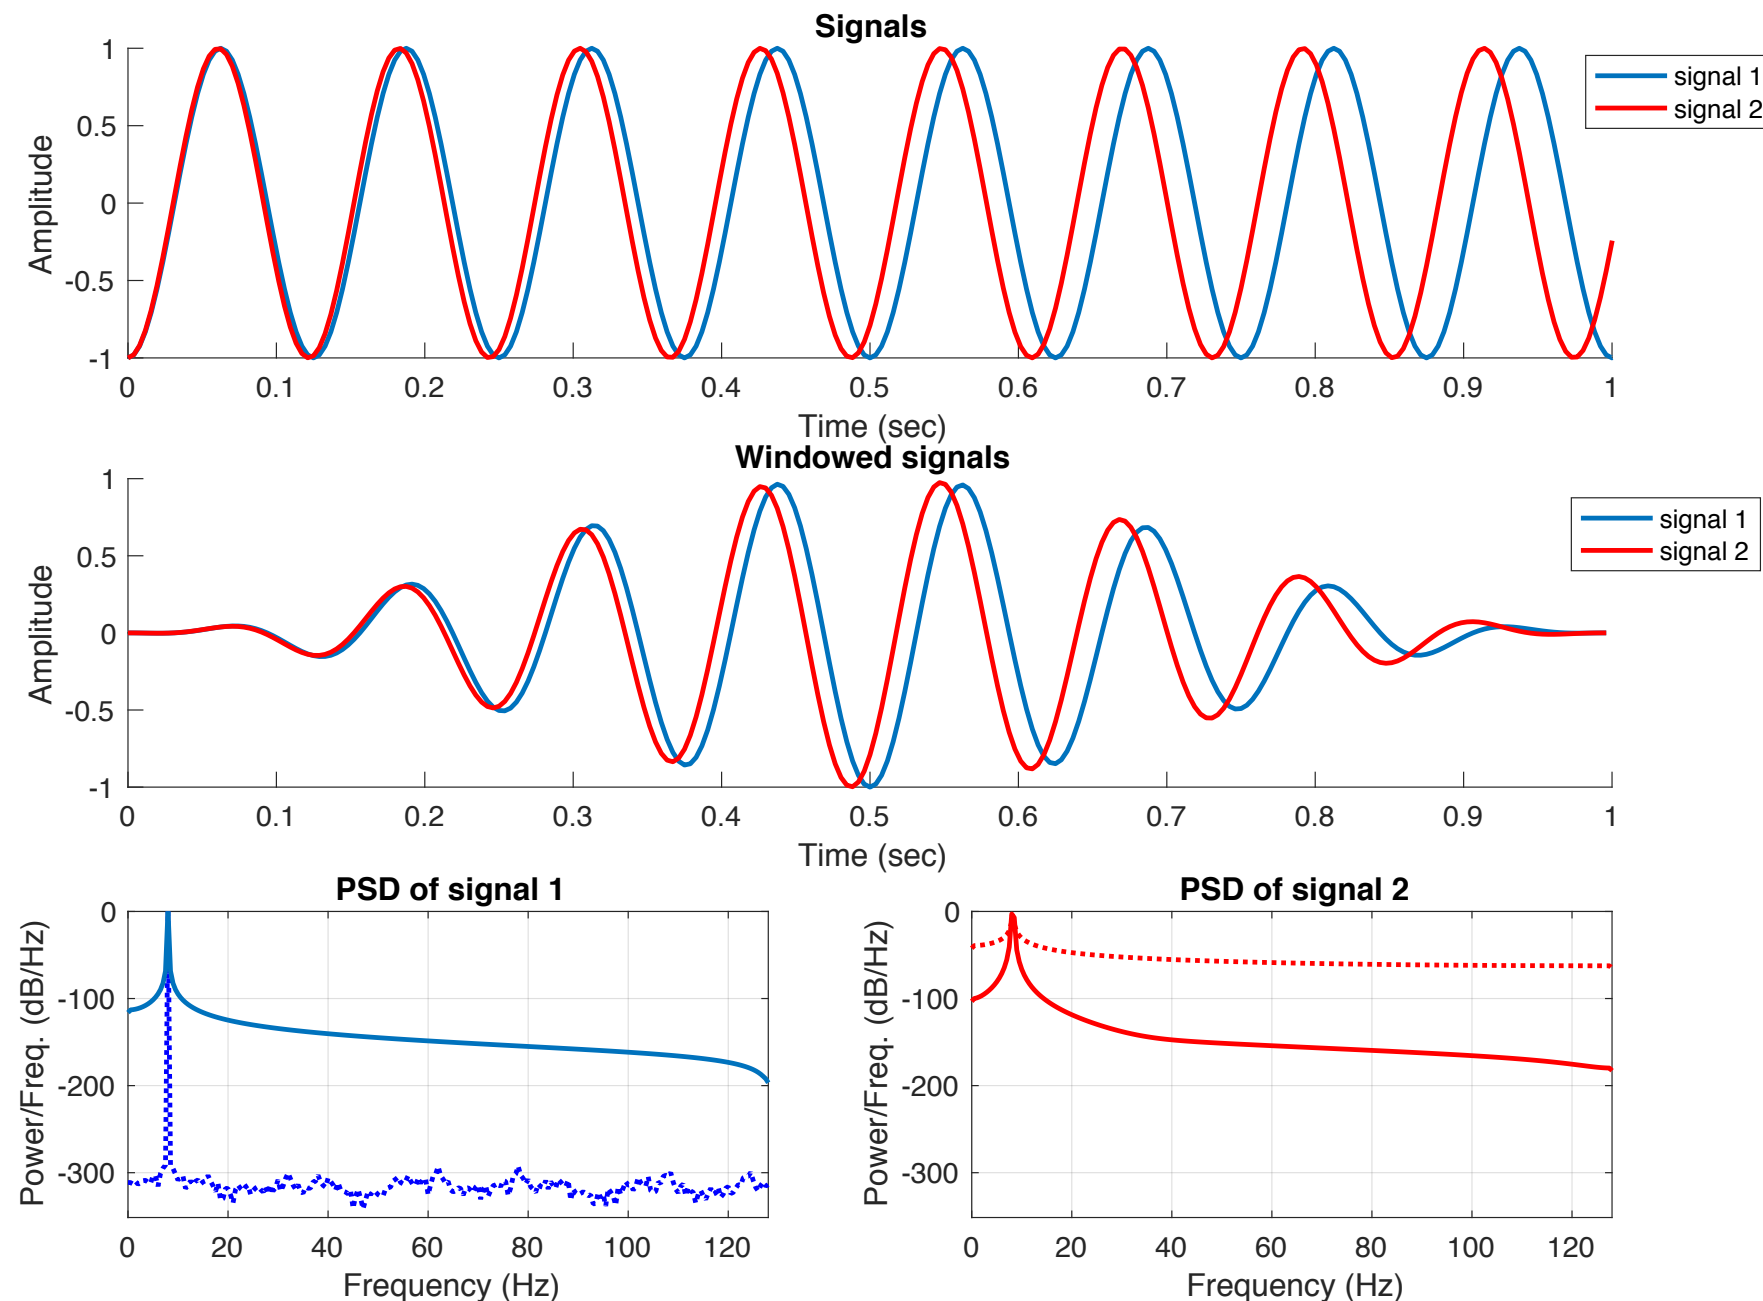 Signals
1
0.5
0
-0.5
-1
Amplitude
0 0.1 0.2 0.3 0.4 0.5 0.6 0.7 0.8 0.9 1
Time (sec)
signal 1
signal 2
Windowed signals
1
0.5
0
-0.5
-1
Amplitude
0 0.1 0.2 0.3 0.4 0.5 0.6 0.7 0.8 0.9 1
Time (sec)
signal 1
signal 2
PSD of signal 1
0
-100
-200
-300
Power/Freq. (dB/Hz)
0 20 40 60 80 100 120
Frequency (Hz)
PSD of signal 2
0
-100
-200
-300
Power/Freq. (dB/Hz)
0 20 40 60 80 100 120
Frequency (Hz)